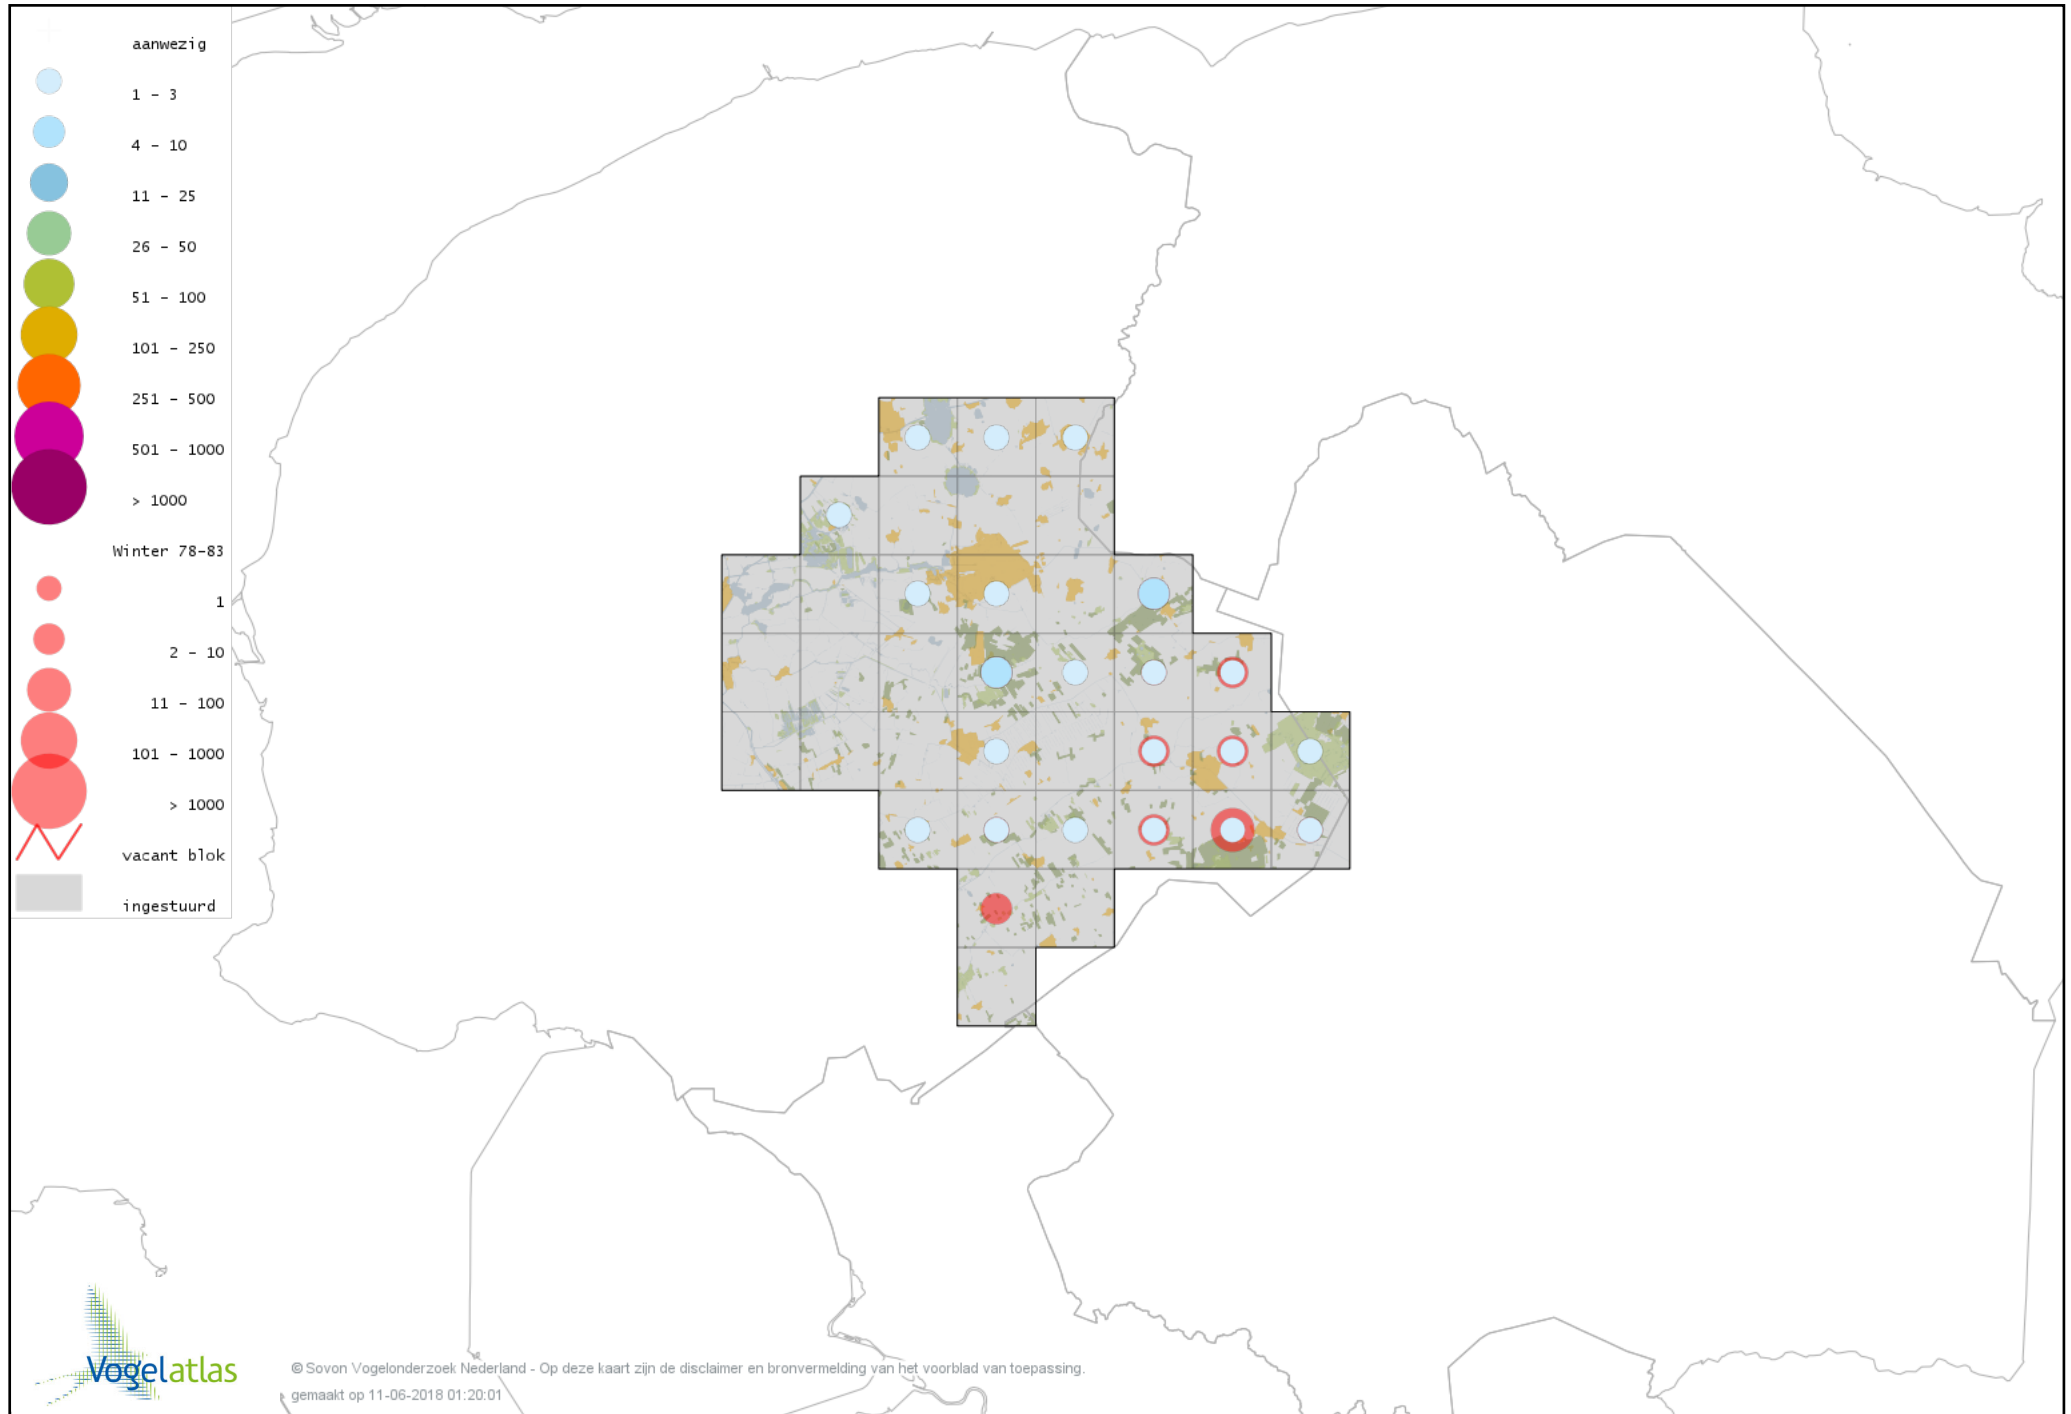 aanwezig
1 - 3
4 - 10
11 - 25
26 - 50
51 - 100
101 - 250
251 - 500
501 - 1000
> 1000
Winter 78-83
1
2 - 10
11 - 100
101 - 1000
> 1000
vacant blok
ingestuurd
Vogelatlas
© Sovon Vogelonderzoek Nederland - Op deze kaart zijn de disclaimer en bronvermelding van het voorblad van toepassing.
gemaakt op 11-06-2018 01:20:01